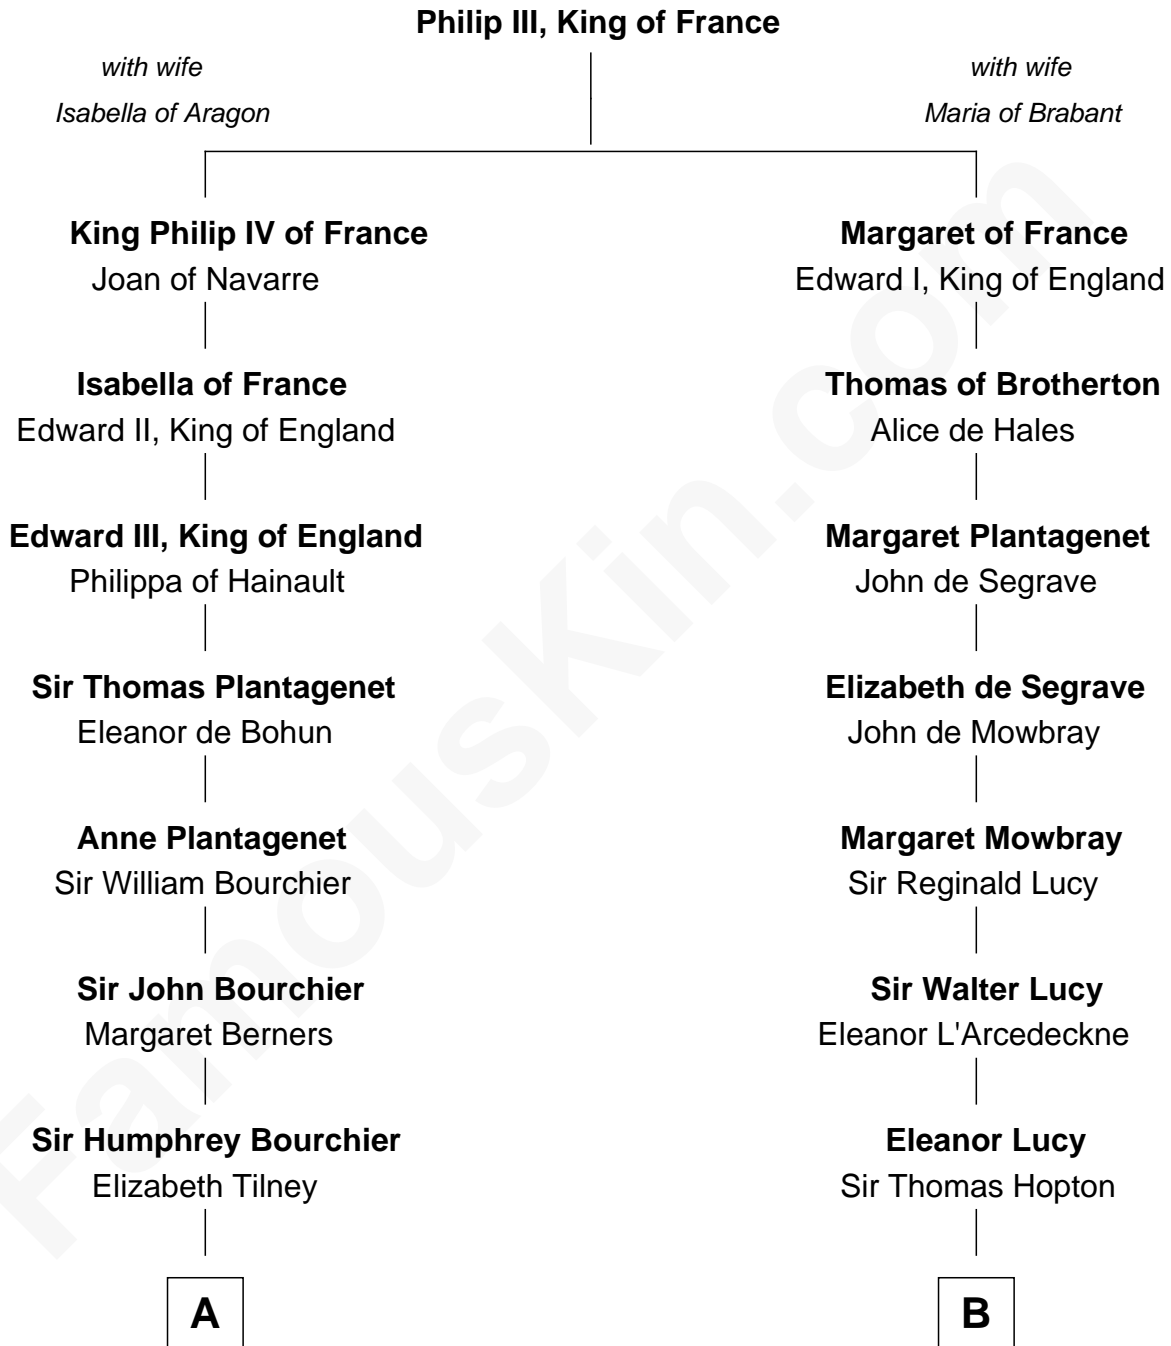 Philip III, King of France
with wife
Isabella of Aragon
with wife
Maria of Brabant
King Philip IV of France
Joan of Navarre
Margaret of France
Edward I, King of England
Isabella of France
Edward II, King of England
Thomas of Brotherton
Alice de Hales
Edward III, King of England
Philippa of Hainault
Margaret Plantagenet
John de Segrave
Sir Thomas Plantagenet
Eleanor de Bohun
Elizabeth de Segrave
John de Mowbray
Anne Plantagenet
Sir William Bourchier
Margaret Mowbray
Sir Reginald Lucy
Sir John Bourchier
Margaret Berners
Sir Walter Lucy
Eleanor L'Arcedeckne
Sir Humphrey Bourchier
Elizabeth Tilney
Eleanor Lucy
Sir Thomas Hopton
A
B
FamousKin.com